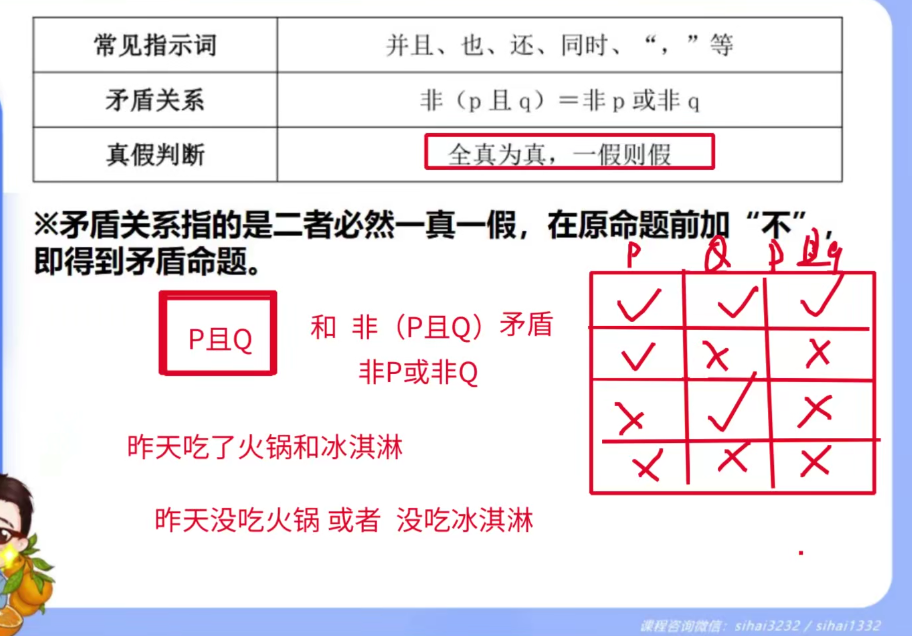 常见指示词 并且、也、还、同时、“，”等
矛盾关系 非（p 且 q）＝非 p 或非 q
真假判断 全真为真，一假则假
※矛盾关系指的是二者必然一真一假，在原命题前加“不”，
即得到矛盾命题。
P Q P且q
✓ ✓ ✓
✓ ✗ ✗
✗ ✓ ✗
✗ ✗ ✗
P且Q 和 非（P且Q）矛盾
非P或非Q
昨天吃了火锅和冰淇淋
昨天没吃火锅 或者 没吃冰淇淋
课程咨询微信：sihai3232 / sihai1332